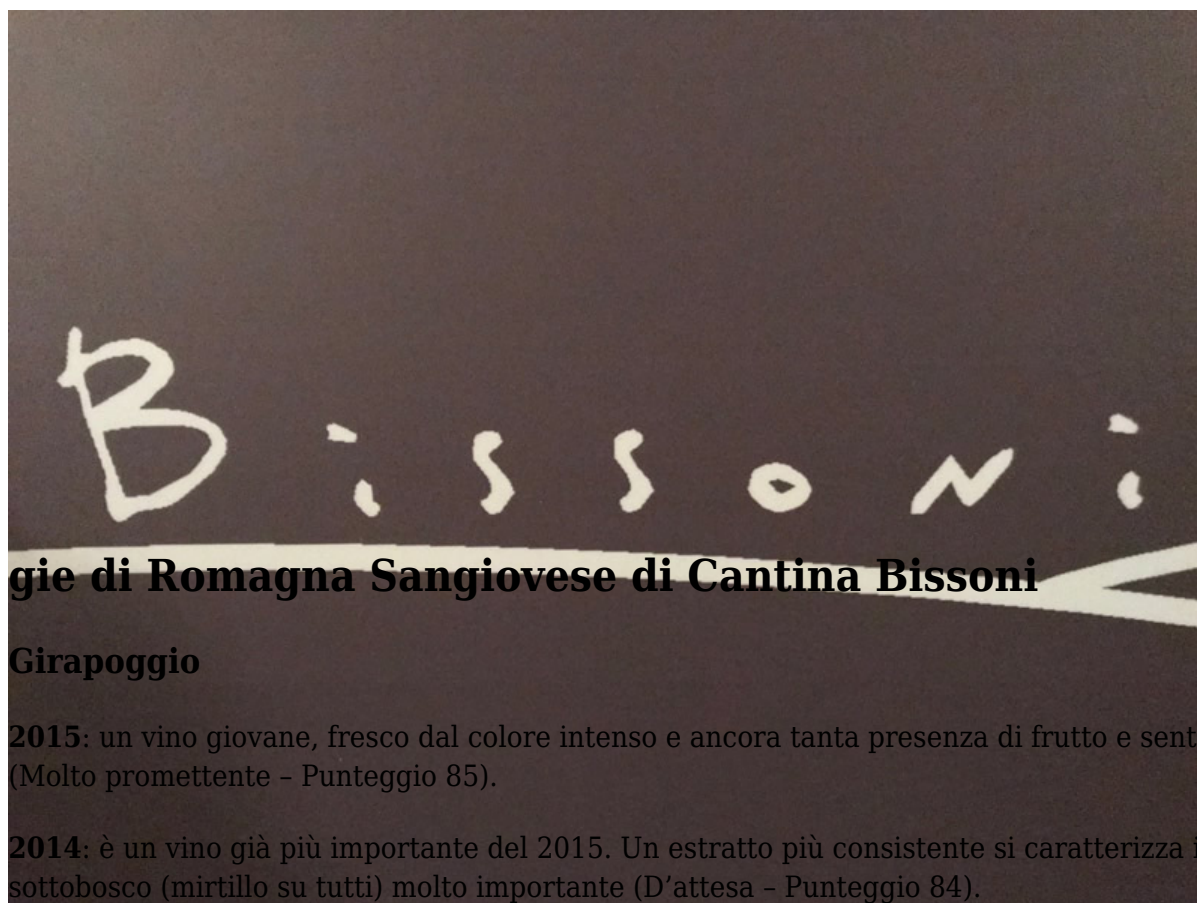 Bissoni
gie di Romagna Sangiovese di Cantina Bissoni
Girapoggio
2015: un vino giovane, fresco dal colore intenso e ancora tanta presenza di frutto e sent
(Molto promettente – Punteggio 85).
2014: è un vino già più importante del 2015. Un estratto più consistente si caratterizza i
sottobosco (mirtillo su tutti) molto importante (D’attesa – Punteggio 84).